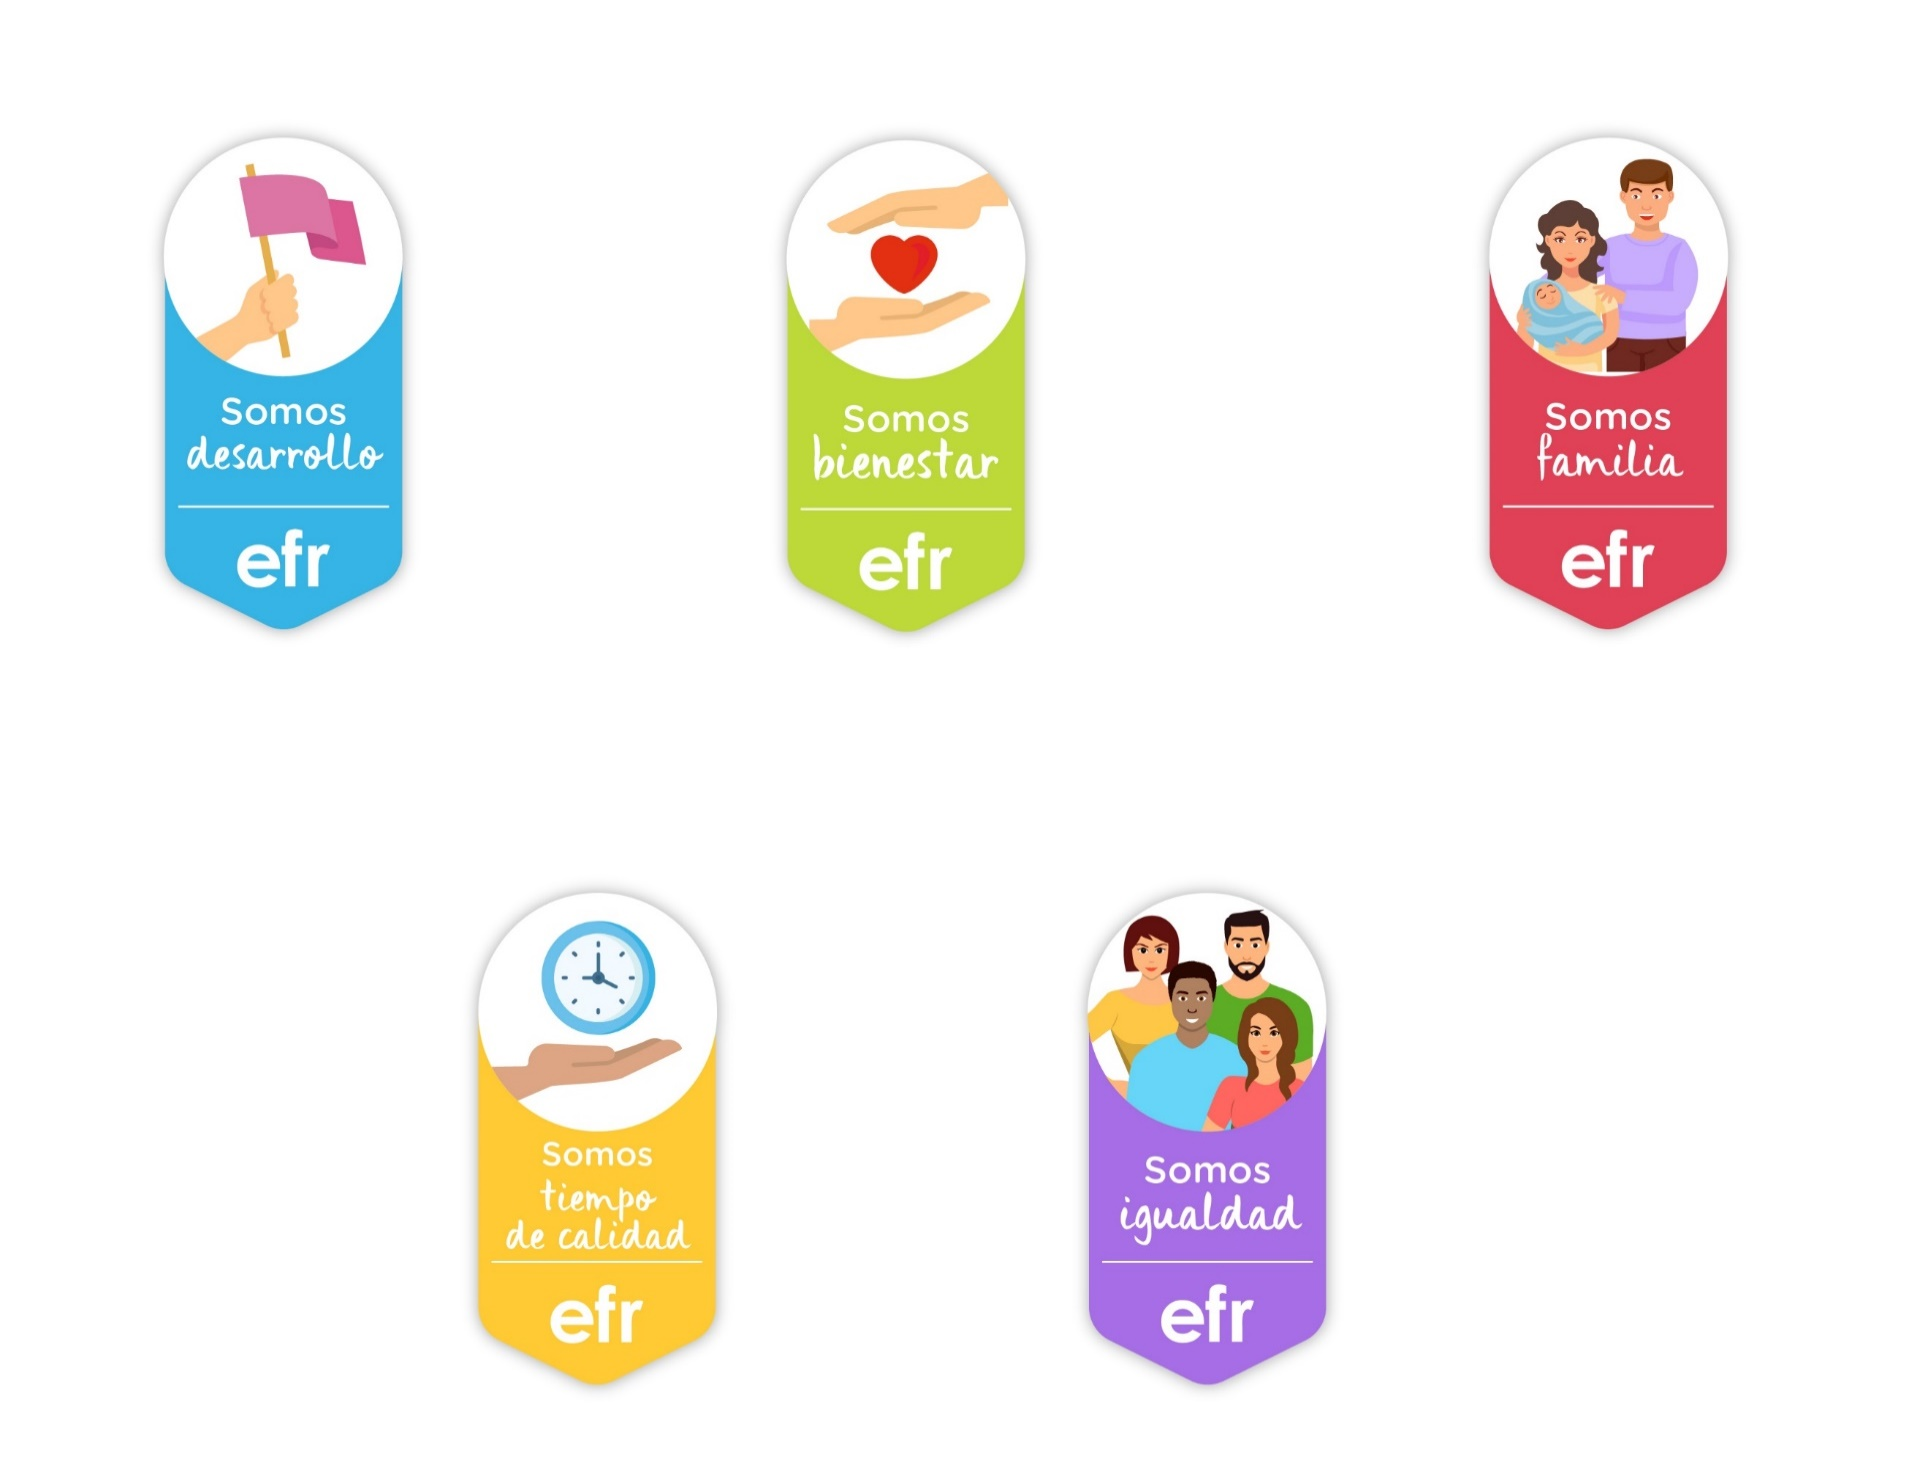 Somos
desarrollo
efr
Somos
bienestar
efr
Somos
familia
efr
Somos
tiempo
de calidad
efr
Somos
igualdad
efr